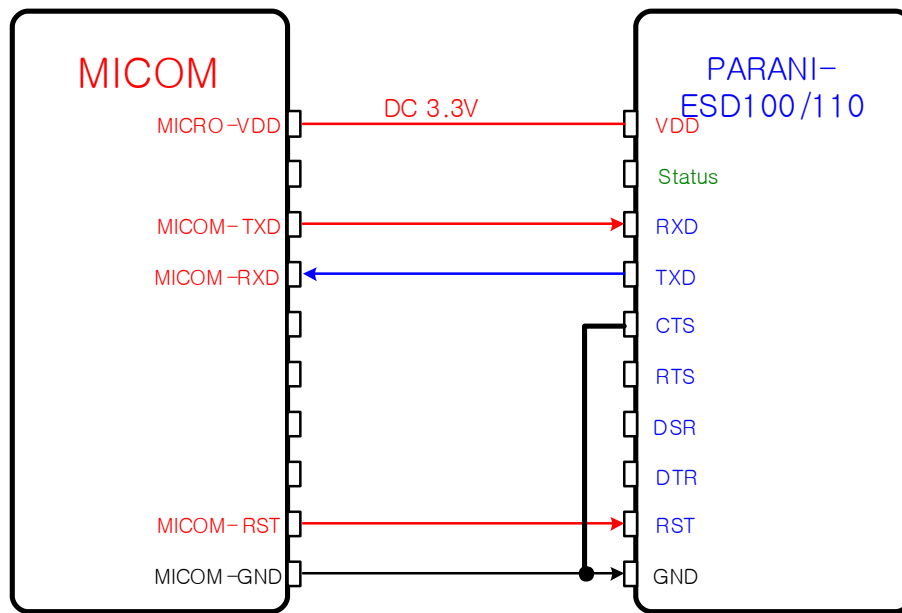 MICOM
PARANI-
ESD100/110
DC 3.3V
MICRO-VDD
VDD
Status
MICOM-TXD
RXD
MICOM-RXD
TXD
CTS
RTS
DSR
DTR
MICOM-RST
RST
MICOM-GND
GND